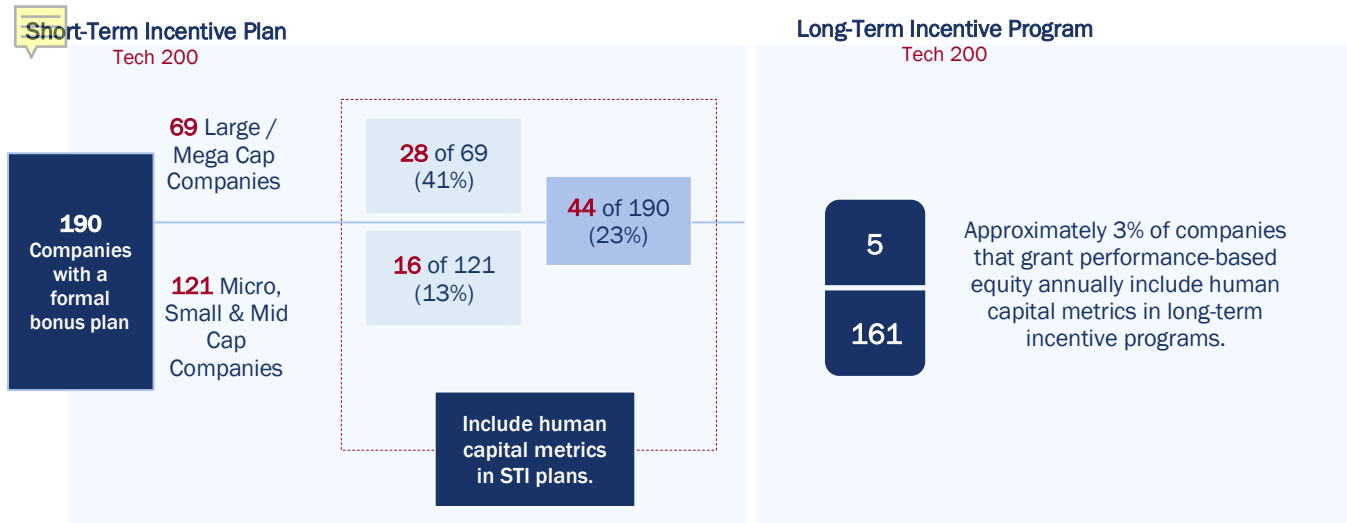 Short-Term Incentive Plan
Tech 200
190
Companies
with a
formal
bonus plan
69 Large /
Mega Cap
Companies
121 Micro,
Small & Mid
Cap
Companies
28 of 69
(41%)
16 of 121
(13%)
44 of 190
(23%)
Include human
capital metrics
in STI plans.
Long-Term Incentive Program
Tech 200
5
161
Approximately 3% of companies
that grant performance-based
equity annually include human
capital metrics in long-term
incentive programs.